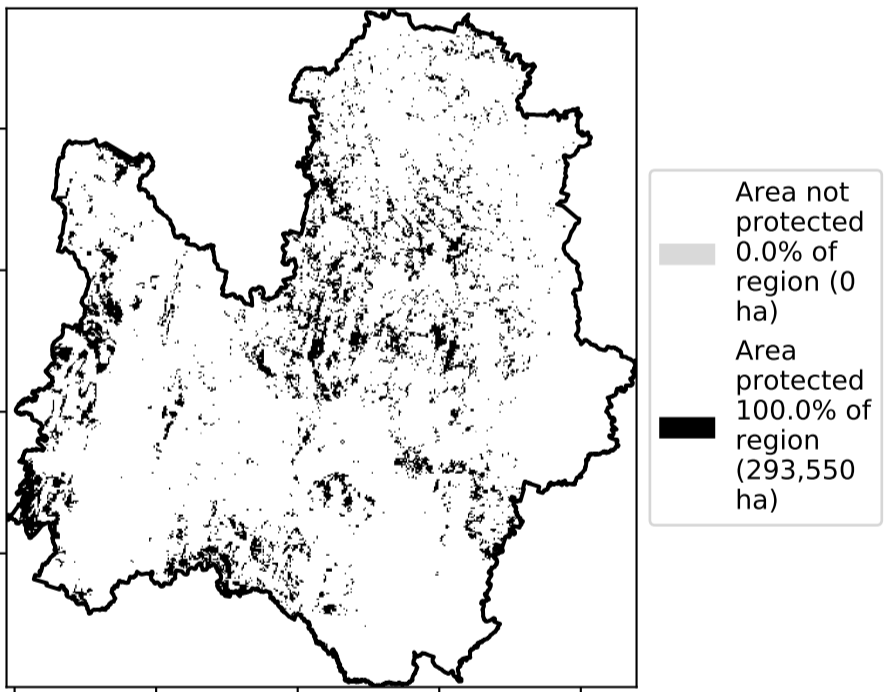 Area not
protected
0.0% of
region (0
ha)
Area
protected
100.0% of
region
(293,550
ha)